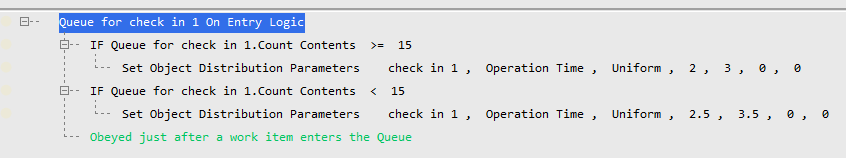 Queue for check in 1 On Entry Logic
IF Queue for check in 1.Count Contents >= 15
Set Object Distribution Parameters check in 1 , Operation Time , Uniform , 2 , 3 , 0 , 0
IF Queue for check in 1.Count Contents < 15
Set Object Distribution Parameters check in 1 , Operation Time , Uniform , 2.5 , 3.5 , 0 , 0
Obeyed just after a work item enters the Queue